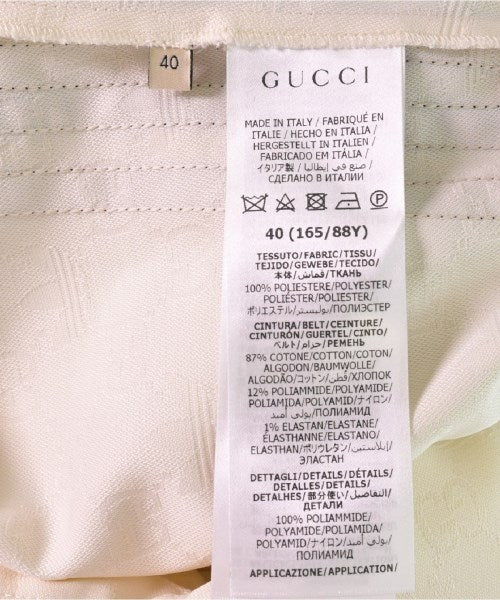 40
GUCCI
MADE IN ITALY / FABRIQUÉ EN
ITALIE / HECHO EN ITALIA/
HERGESTELLT IN ITALIEN /
FABRICADO EM ITÁLIA/
イタリア製 / صنع في إيطاليا /
СДЕЛАНО В ИТАЛИИ
P
40 (165/88Y)
TESSUTO/FABRIC/TISSU/
TEJIDO/GEWEBE/TECIDO/
本体/قماش/ТКАНЬ
100% POLIESTERE/POLYESTER/
POLIÉSTER/POLIESTER/
ポリエステル/بوليستر/ПОЛИЭСТЕР
CINTURA/BELT/CEINTURE/
CINTURÓN/GUERTEL/CINTO/
ベルト/حزام/РЕМЕНЬ
87% COTONE/COTTON/COTON/
ALGODON/BAUMWOLLE/
ALGODÃO/コットン/قطن/ХЛОПОК
12% POLIAMMIDE/POLYAMIDE/
POLIAMIDA/POLYAMID/ナイロン/
بولي أميد/ПОЛИАМИД
1% ELASTAN/ELASTANE/
ÉLASTHANNE/ELASTANO/
ELASTHAN/ポリウレタン/إيلاستين/
ЭЛАСТАН
DETTAGLI/DETAILS/DÉTAILS/
DETALLES/DETAILS/
DETALHES/部分使い/التفاصيل/
ДЕТАЛИ
100% POLIAMMIDE/
POLYAMIDE/POLIAMIDA/
POLYAMID/ナイロン/بولي أميد/
ПОЛИАМИД
APPLICAZIONE/APPLICATION/